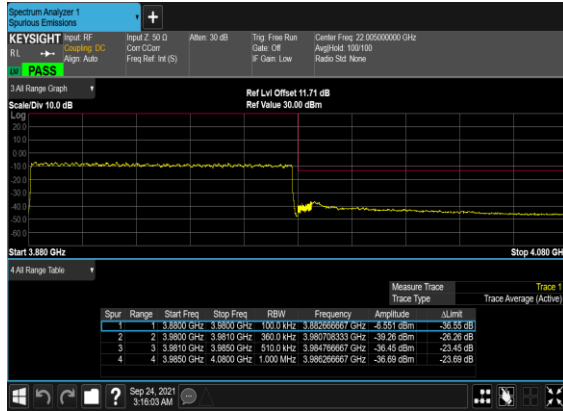 Spectrum Analyzer 1
Spurious Emissions
KEYSIGHT Input: RF Input Z: 50 Ω Atten: 30 dB Trig: Free Run Center Freq: 22.005000000 GHz
RL Coupling: DC Corr CCorr Gate: Off Avg|Hold: 100/100
Align: Auto Freq Ref: Int (S) IF Gain: Low Radio Std: None
PASS
3 All Range Graph
Ref Lvl Offset 11.71 dB
Scale/Div 10.0 dB Ref Value 30.00 dBm
Log
20.0
10.0
0.00
-10.0
-20.0
-30.0
-40.0
-50.0
-60.0
Start 3.880 GHz Stop 4.080 GH
4 All Range Table
Measure Trace Trace 1
Trace Type Trace Average (Active)
Spur Range Start Freq Stop Freq RBW Frequency Amplitude ΔLimit
1 1 3.8800 GHz 3.9800 GHz 100.0 kHz 3.882666667 GHz -6.551 dBm -36.55 dB
2 2 3.9800 GHz 3.9810 GHz 360.0 kHz 3.980708333 GHz -39.26 dBm -26.26 dB
3 3 3.9810 GHz 3.9850 GHz 510.0 kHz 3.984766667 GHz -36.45 dBm -23.45 dB
4 4 3.9850 GHz 4.0800 GHz 1.000 MHz 3.986266667 GHz -36.69 dBm -23.69 dB
Sep 24, 2021
3:16:03 AM